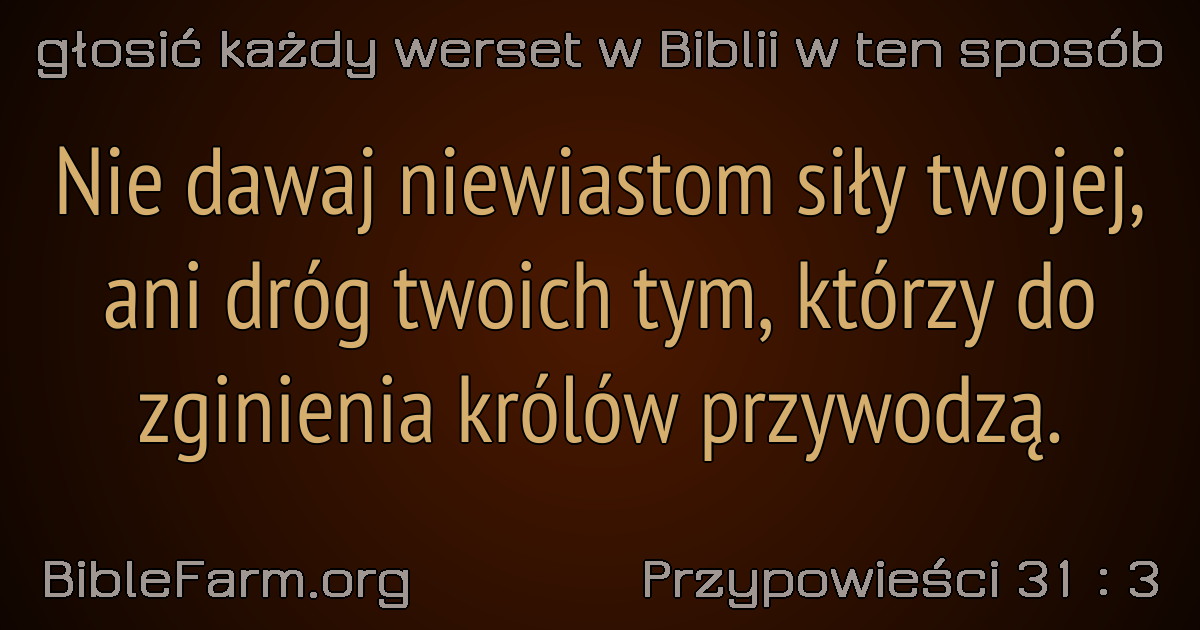 głosić każdy werset w Biblii w ten sposób
Nie dawaj niewiastom siły twojej,
ani dróg twoich tym, którzy do
zginienia królów przywodzą.
BibleFarm.org
Przypowieści 31 : 3